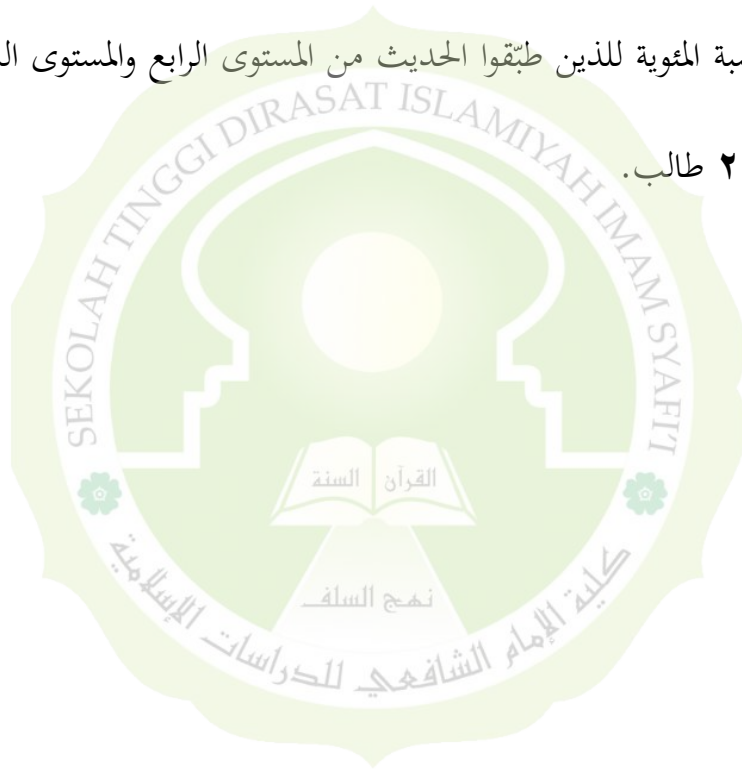 سبة المئوية للذين طبّقوا الحديث من المستوى الرابع والمستوى ال
٢ طالب.
SEKOLAH TINGGI DIRASAT ISLAMIYAH IMAM SYAFI'I
القرآن السنة
نهج السلف
كلية الإمام الشافعي للدراسات الإسلامية